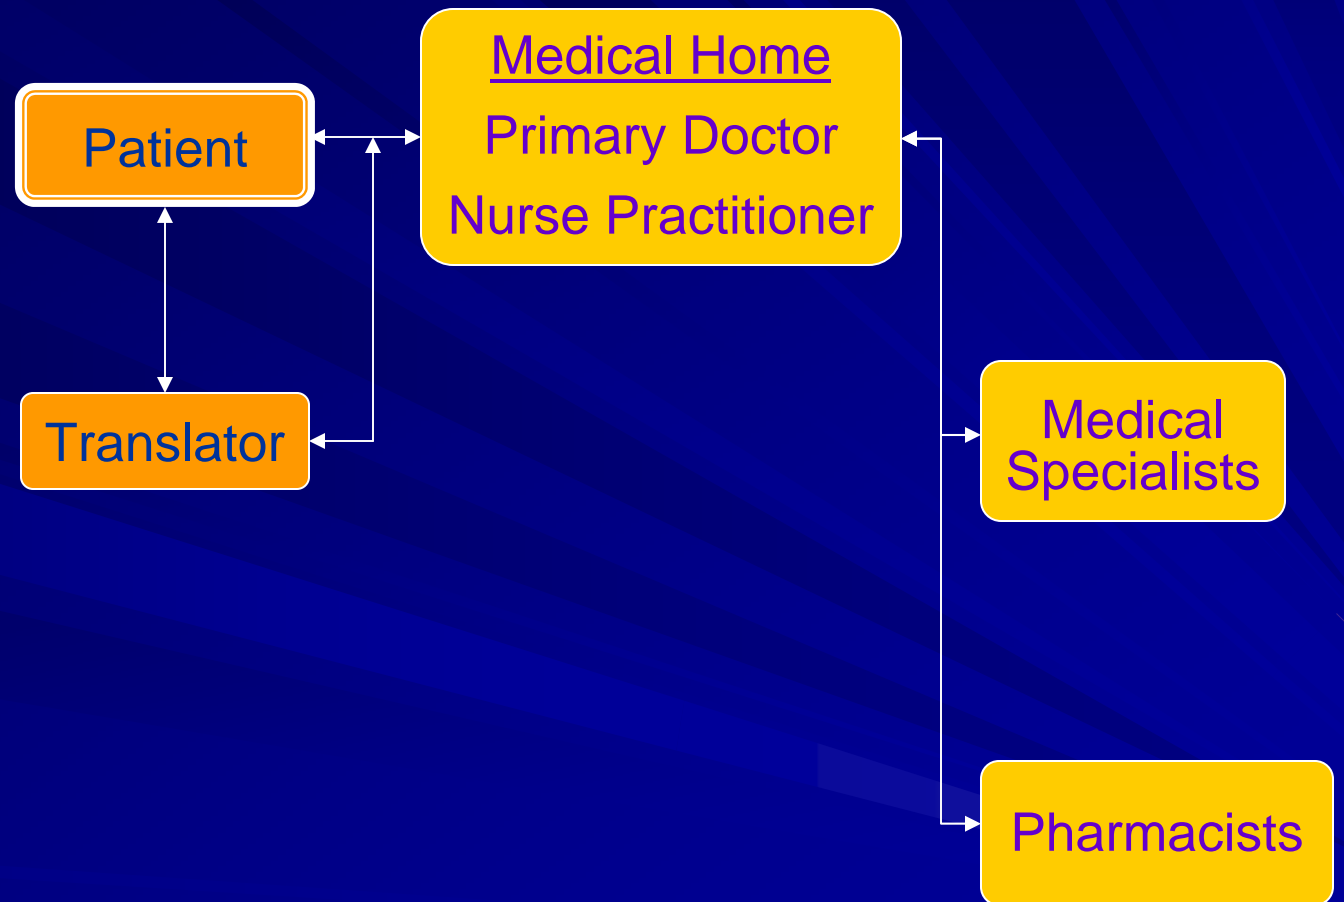 Medical Home
Primary Doctor
Nurse Practitioner
Patient
Translator
Medical
Specialists
Pharmacists